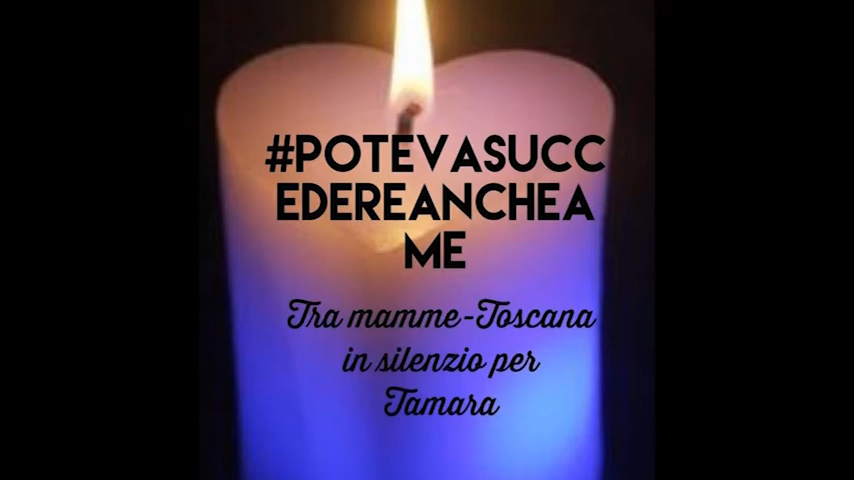 #POTEVASUCC
EDEREANCHEA
ME
Tra mamme-Toscana
in silenzio per
Tamara